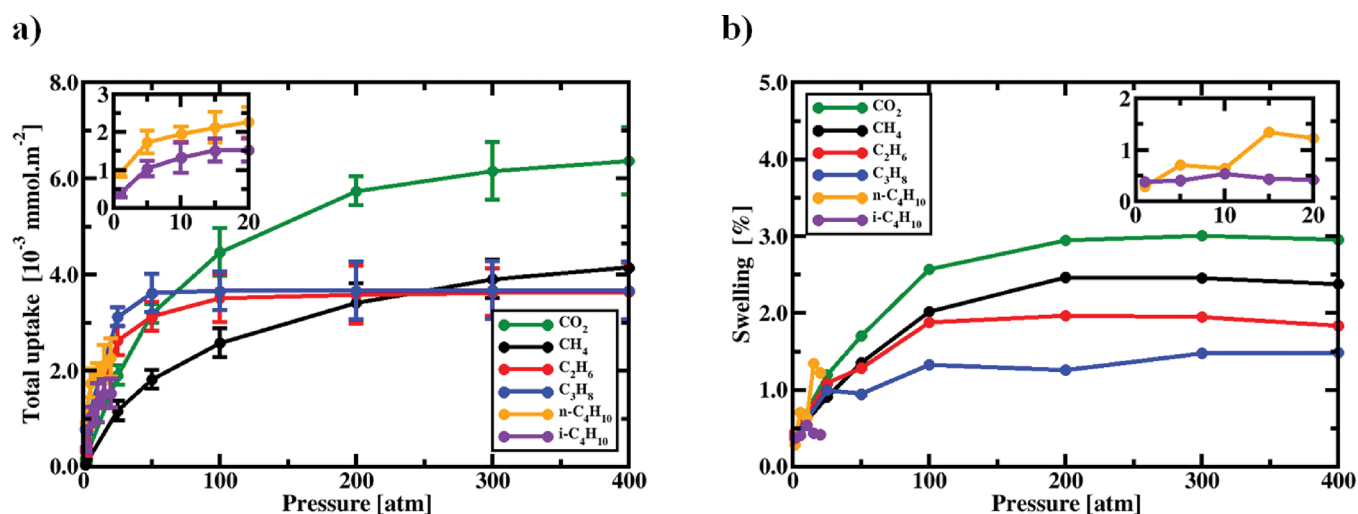 a)
b)
Total uptake [10⁻³ mmol.m⁻²]
8.0
6.0
4.0
2.0
0.0
0
100
200
300
400
Pressure [atm]
3
2
1
0
0
10
20
CO₂
CH₄
C₂H₆
C₃H₈
n-C₄H₁₀
i-C₄H₁₀
Swelling [%]
5.0
4.0
3.0
2.0
1.0
0.0
0
100
200
300
400
Pressure [atm]
CO₂
CH₄
C₂H₆
C₃H₈
n-C₄H₁₀
i-C₄H₁₀
2
1
0
0
10
20